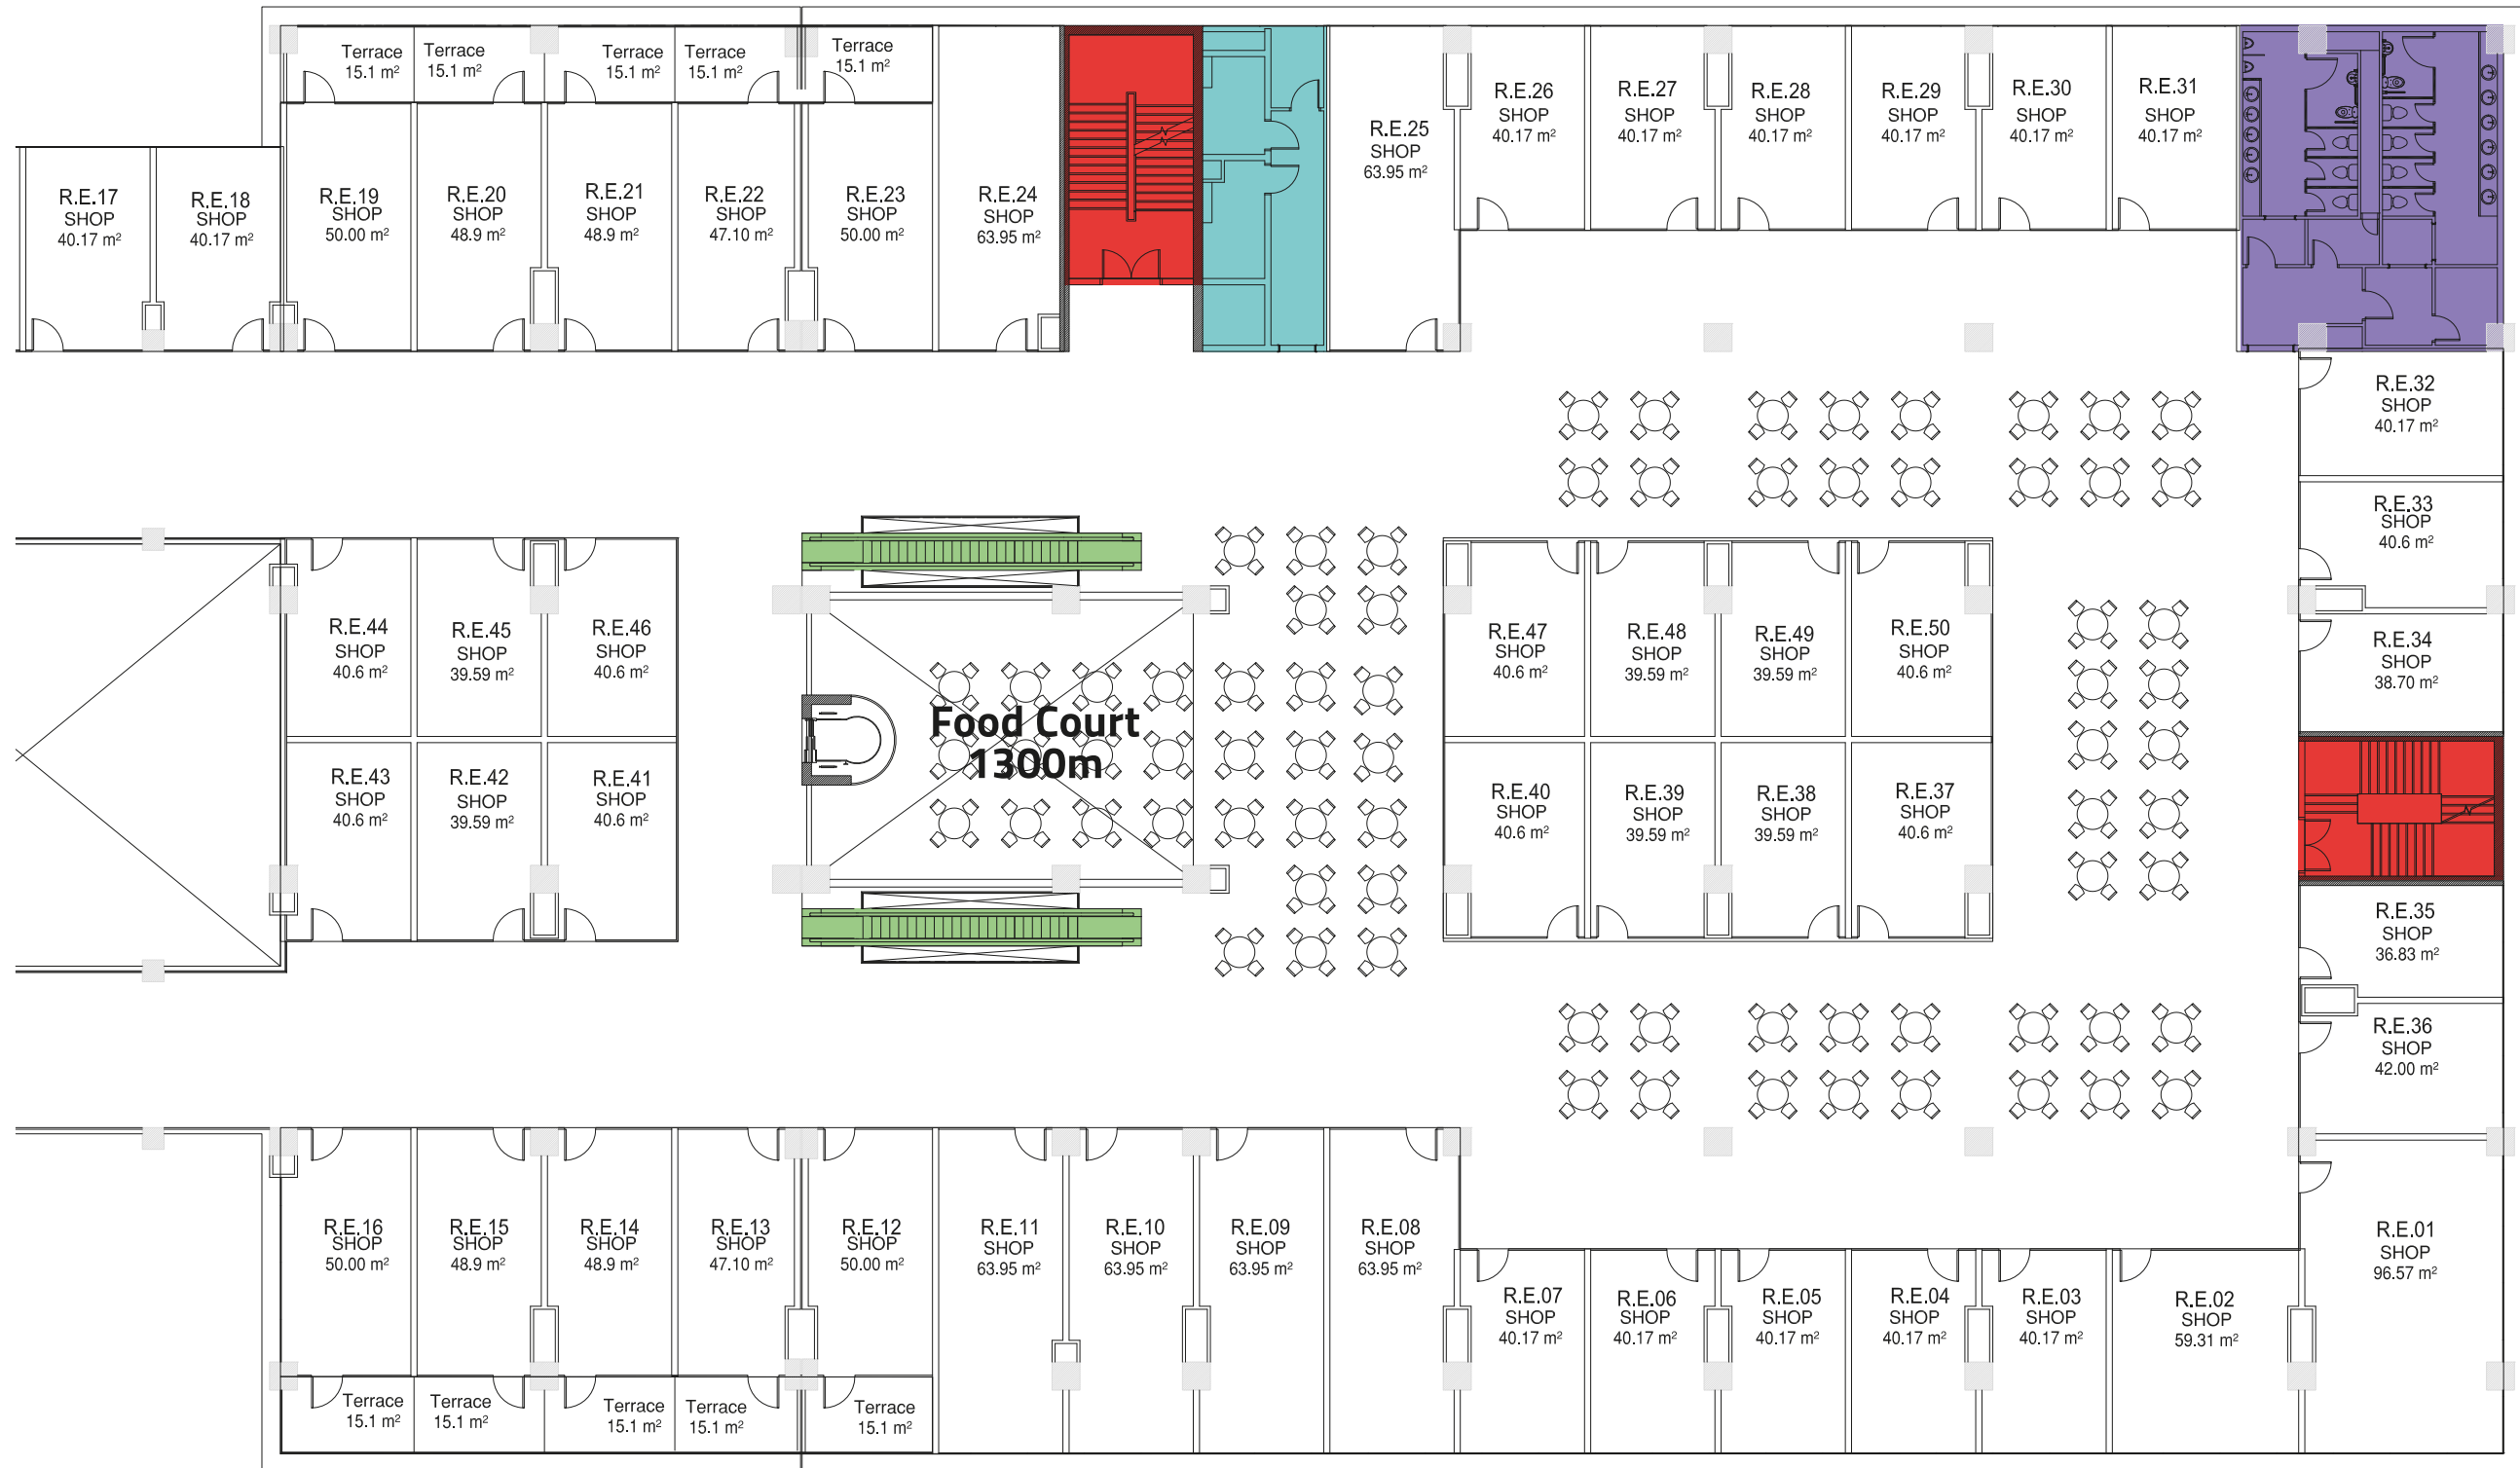 Terrace
15.1 m²
Terrace
15.1 m²
Terrace
15.1 m²
Terrace
15.1 m²
Terrace
15.1 m²
R.E.17
SHOP
40.17 m²
R.E.18
SHOP
40.17 m²
R.E.19
SHOP
50.00 m²
R.E.20
SHOP
48.9 m²
R.E.21
SHOP
48.9 m²
R.E.22
SHOP
47.10 m²
R.E.23
SHOP
50.00 m²
R.E.24
SHOP
63.95 m²
R.E.25
SHOP
63.95 m²
R.E.26
SHOP
40.17 m²
R.E.27
SHOP
40.17 m²
R.E.28
SHOP
40.17 m²
R.E.29
SHOP
40.17 m²
R.E.30
SHOP
40.17 m²
R.E.31
SHOP
40.17 m²
R.E.32
SHOP
40.17 m²
R.E.33
SHOP
40.6 m²
R.E.34
SHOP
38.70 m²
R.E.44
SHOP
40.6 m²
R.E.45
SHOP
39.59 m²
R.E.46
SHOP
40.6 m²
R.E.43
SHOP
40.6 m²
R.E.42
SHOP
39.59 m²
R.E.41
SHOP
40.6 m²
Food Court
1300m
R.E.47
SHOP
40.6 m²
R.E.48
SHOP
39.59 m²
R.E.49
SHOP
39.59 m²
R.E.50
SHOP
40.6 m²
R.E.40
SHOP
40.6 m²
R.E.39
SHOP
39.59 m²
R.E.38
SHOP
39.59 m²
R.E.37
SHOP
40.6 m²
R.E.35
SHOP
36.83 m²
R.E.36
SHOP
42.00 m²
R.E.16
SHOP
50.00 m²
R.E.15
SHOP
48.9 m²
R.E.14
SHOP
48.9 m²
R.E.13
SHOP
47.10 m²
R.E.12
SHOP
50.00 m²
R.E.11
SHOP
63.95 m²
R.E.10
SHOP
63.95 m²
R.E.09
SHOP
63.95 m²
R.E.08
SHOP
63.95 m²
R.E.07
SHOP
40.17 m²
R.E.06
SHOP
40.17 m²
R.E.05
SHOP
40.17 m²
R.E.04
SHOP
40.17 m²
R.E.03
SHOP
40.17 m²
R.E.02
SHOP
59.31 m²
R.E.01
SHOP
96.57 m²
Terrace
15.1 m²
Terrace
15.1 m²
Terrace
15.1 m²
Terrace
15.1 m²
Terrace
15.1 m²